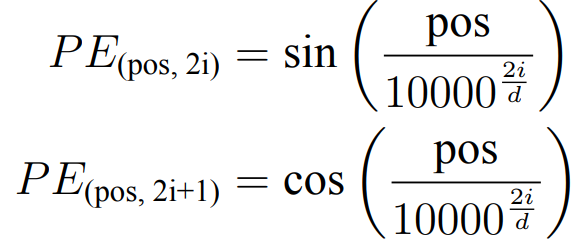 PE(pos, 2i) = sin ( pos / 10000^(2i/d) )
PE(pos, 2i+1) = cos ( pos / 10000^(2i/d) )